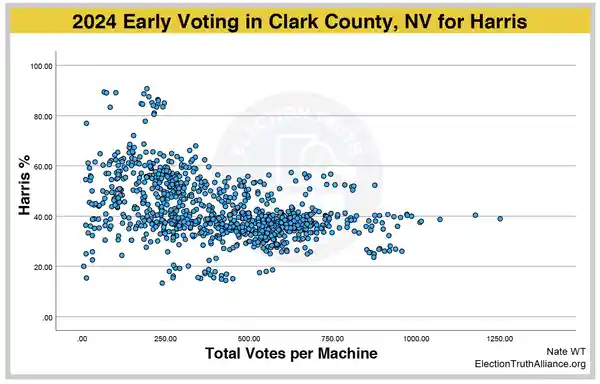 2024 Early Voting in Clark County, NV for Harris
100.00
80.00
60.00
40.00
20.00
.00
Harris %
.00 250.00 500.00 750.00 1000.00 1250.00
Total Votes per Machine
Nate WT
ElectionTruthAlliance.org